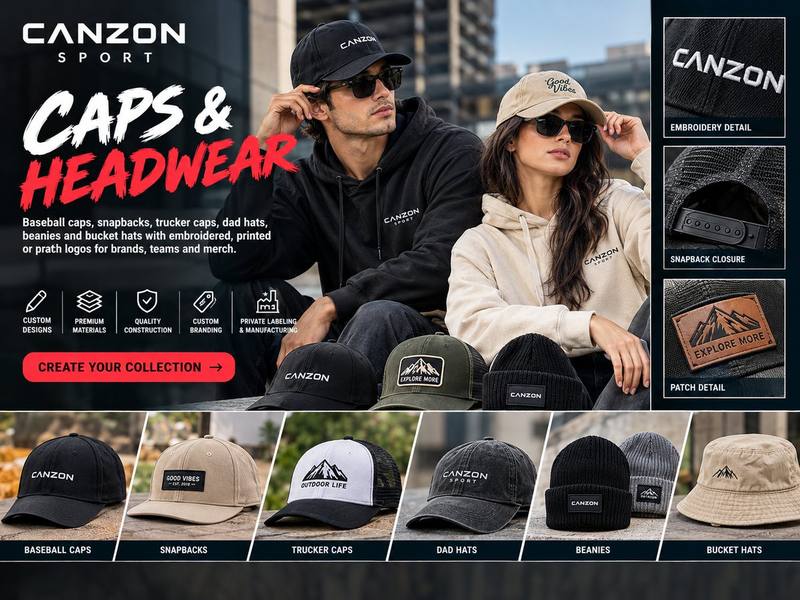 CANZON
SPORT
CAPS &
HEADWEAR
Baseball caps, snapbacks, trucker caps, dad hats,
beanies and bucket hats with embroidered, printed
or pratħ logos for brands, teams and merch.
CUSTOM
DESIGNS
PREMIUM
MATERIALS
QUALITY
CONSTRUCTION
CUSTOM
BRANDING
PRIVATE LABELING
& MANUFACTURING
CREATE YOUR COLLECTION →
CANZON
CANZON
SPORT
Good
Vibes
CANZON
SPORT
CANZON
EXPLORE MORE
CANZON
CANZON
EMBROIDERY DETAIL
SNAPBACK CLOSURE
EXPLORE MORE
PATCH DETAIL
CANZON
BASEBALL CAPS
GOOD VIBES
EST. 2018
SNAPBACKS
OUTDOOR LIFE
TRUCKER CAPS
CANZON
SPORT
DAD HATS
CANZON
BEANIES
BUCKET HATS